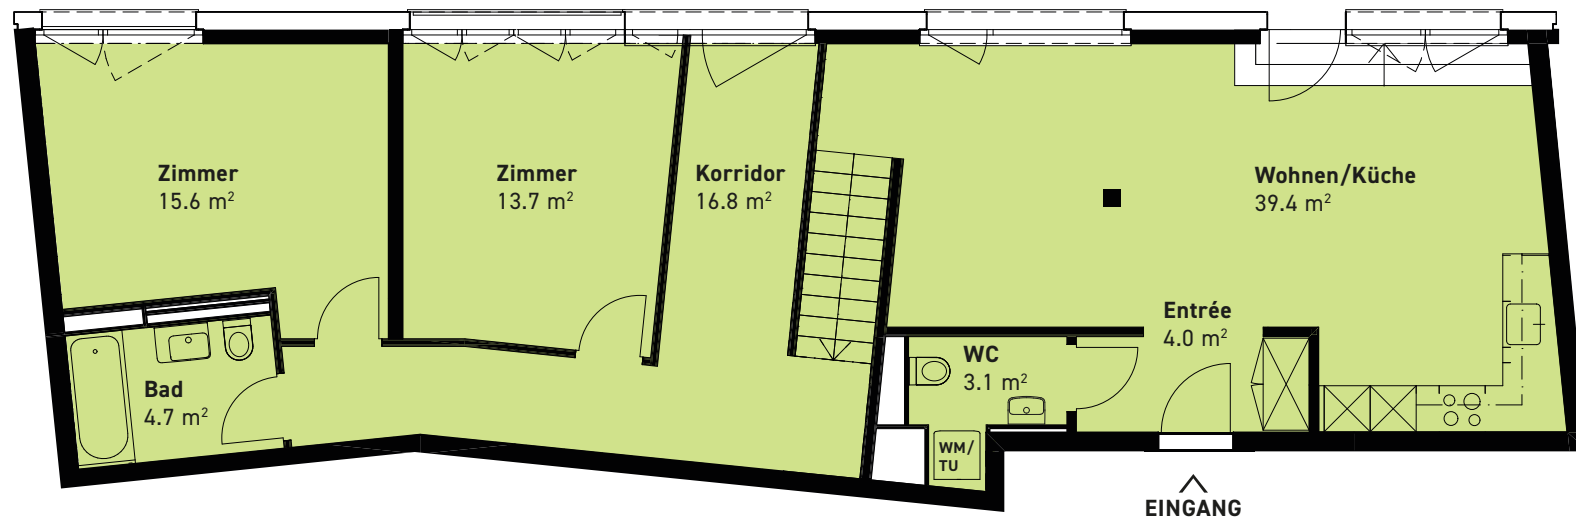 Zimmer
15.6 m²
Zimmer
13.7 m²
Korridor
16.8 m²
Wohnen/Küche
39.4 m²
Entrée
4.0 m²
WC
3.1 m²
Bad
4.7 m²
WM/
TU
EINGANG